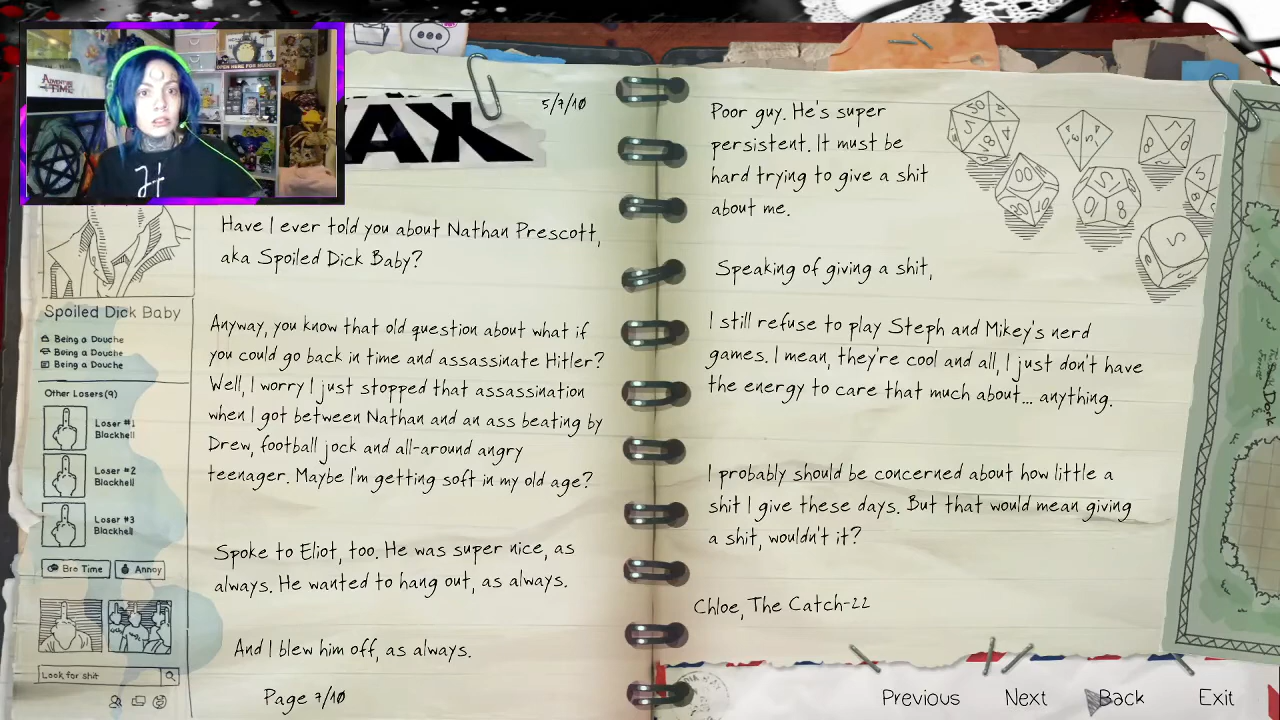 ADVENTURE TIME
OPEN HERE FOR NUDES
AX
5/7/10
Have I ever told you about Nathan Prescott,
aka Spoiled Dick Baby?
Anyway, you know that old question about what if
you could go back in time and assassinate Hitler?
Well, I worry I just stopped that assassination
when I got between Nathan and an ass beating by
Drew, football jock and all-around angry
teenager. Maybe I'm getting soft in my old age?
Spoke to Eliot, too. He was super nice, as
always. He wanted to hang out, as always.
And I blew him off, as always.
Page 7/10
Spoiled Dick Baby
Being a Douche
Being a Douche
Being a Douche
Other Losers(9)
Loser #1
Blackhell
Loser #2
Blackhell
Loser #3
Blackhell
Bro Time
Annoy
Look for shit
Poor guy. He's super
persistent. It must be
hard trying to give a shit
about me.
Speaking of giving a shit,
I still refuse to play Steph and Mikey's nerd
games. I mean, they're cool and all, I just don't have
the energy to care that much about... anything.
I probably should be concerned about how little a
shit I give these days. But that would mean giving
a shit, wouldn't it?
Chloe, The Catch-22
Previous
Next
Back
Exit